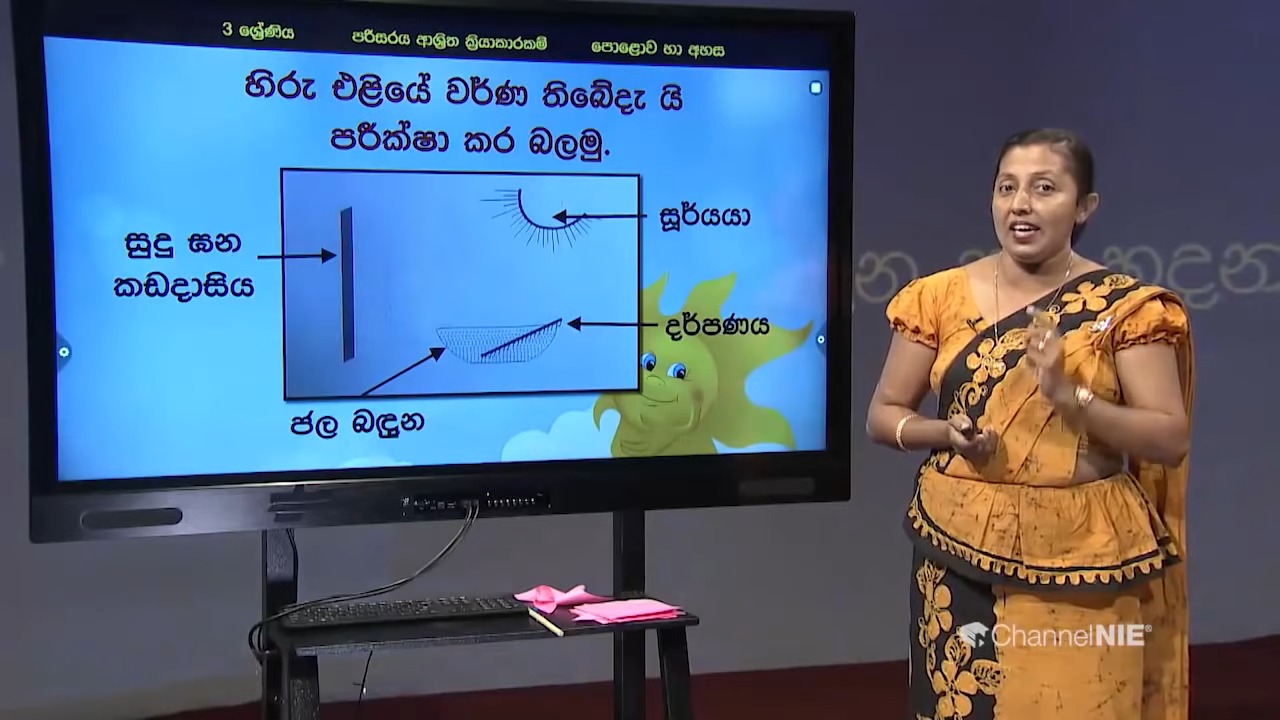 3 ශ්‍රේණිය පරිසරය ආශ්‍රිත ක්‍රියාකාරකම් පොළොව හා අහස
හිරු එළියේ වර්ණ තිබේදැ යි
පරීක්ෂා කර බලමු.
සූර්යයා
සුදු ඝන
කඩදාසිය
දර්පණය
ජල බඳුන
ChannelNIE